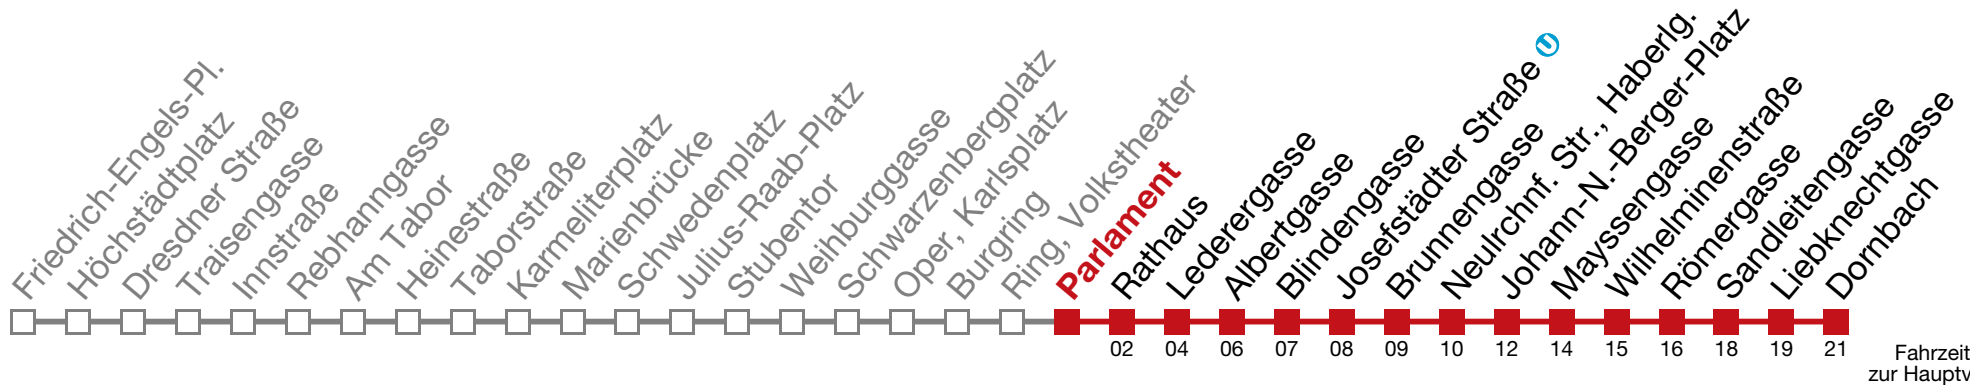 Friedrich-Engels-Pl.
Höchstädtplatz
Dresdner Straße
Traisengasse
Innstraße
Rebhanngasse
Am Tabor
Heinestraße
Taborstraße
Karmeliterplatz
Marienbrücke
Schwedenplatz
Julius-Raab-Platz
Stubentor
Weihburggasse
Schwarzenbergplatz
Oper, Karlsplatz
Burgring
Ring, Volkstheater
Parlament
Rathaus
Lederergasse
Albertgasse
Blindengasse
Josefstädter Straße U
Brunnengasse
Neulrchnf. Str., Haberlg.
Johann-N.-Berger-Platz
Mayssengasse
Wilhelminenstraße
Römergasse
Sandleitengasse
Liebknechtgasse
Dornbach
02 04 06 07 08 09 10 12 14 15 16 18 19 21
Fahrzeit
zur Hauptv